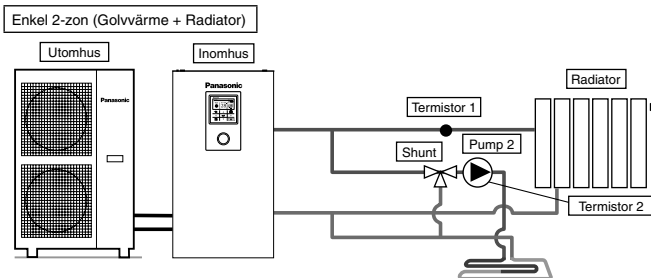 Enkel 2-zon (Golvvärme + Radiator)
Utomhus
Inomhus
Panasonic
Panasonic
Radiator
Termistor 1
Shunt
Pump 2
Termistor 2